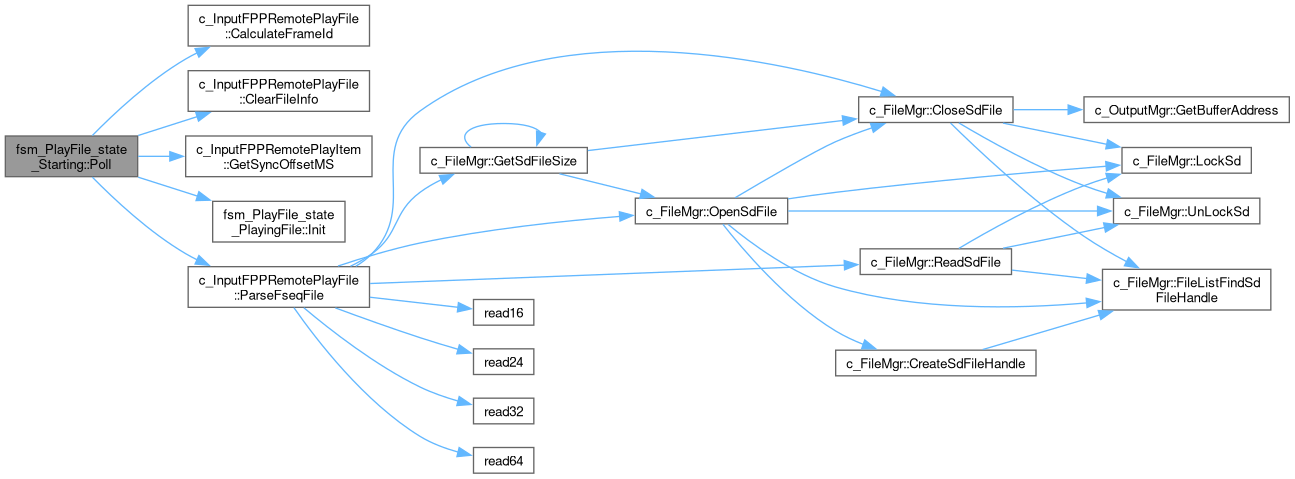 fsm_PlayFile_state
_Starting::Poll
c_InputFPPRemotePlayFile
::CalculateFrameId
c_InputFPPRemotePlayFile
::ClearFileInfo
c_InputFPPRemotePlayItem
::GetSyncOffsetMS
fsm_PlayFile_state
_PlayingFile::Init
c_InputFPPRemotePlayFile
::ParseFseqFile
c_FileMgr::GetSdFileSize
read16
read24
read32
read64
c_FileMgr::OpenSdFile
c_FileMgr::CloseSdFile
c_FileMgr::ReadSdFile
c_FileMgr::CreateSdFileHandle
c_OutputMgr::GetBufferAddress
c_FileMgr::LockSd
c_FileMgr::UnLockSd
c_FileMgr::FileListFindSd
FileHandle